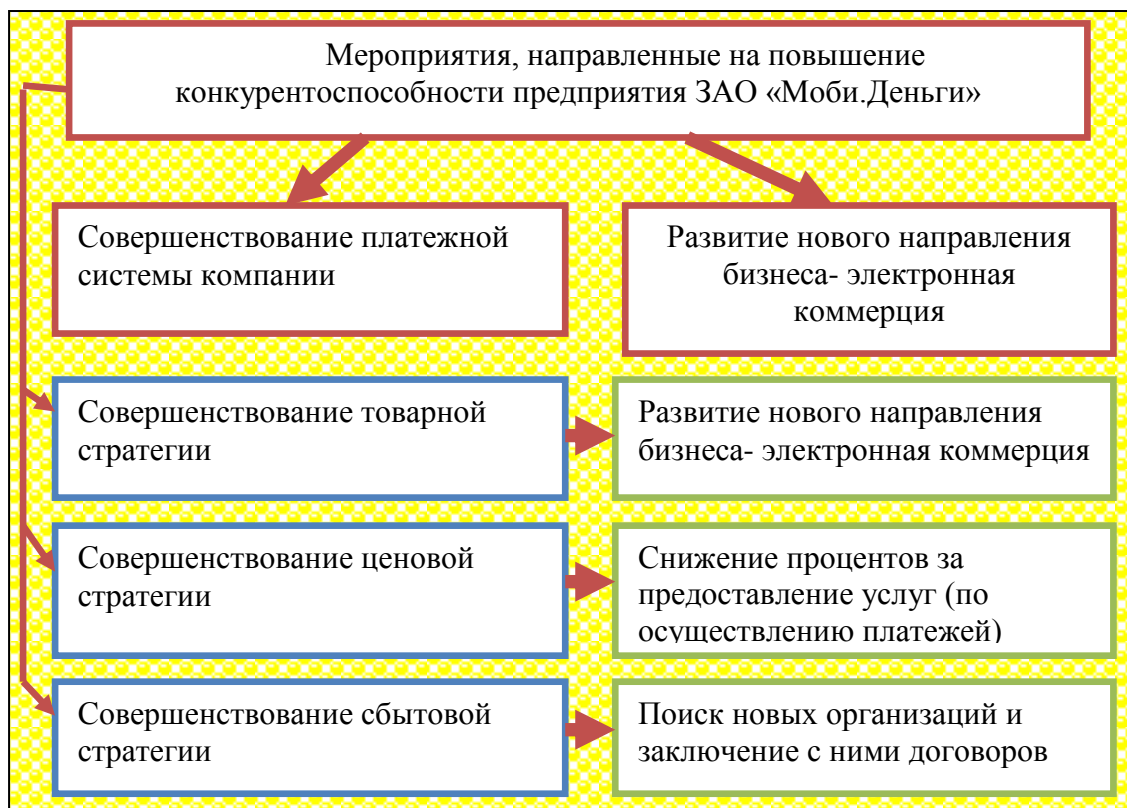 Мероприятия, направленные на повышение
конкурентоспособности предприятия ЗАО «Моби.Деньги»
Совершенствование платежной
системы компании
Развитие нового направления
бизнеса- электронная
коммерция
Совершенствование товарной
стратегии
Развитие нового направления
бизнеса- электронная коммерция
Совершенствование ценовой
стратегии
Снижение процентов за
предоставление услуг (по
осуществлению платежей)
Совершенствование сбытовой
стратегии
Поиск новых организаций и
заключение с ними договоров